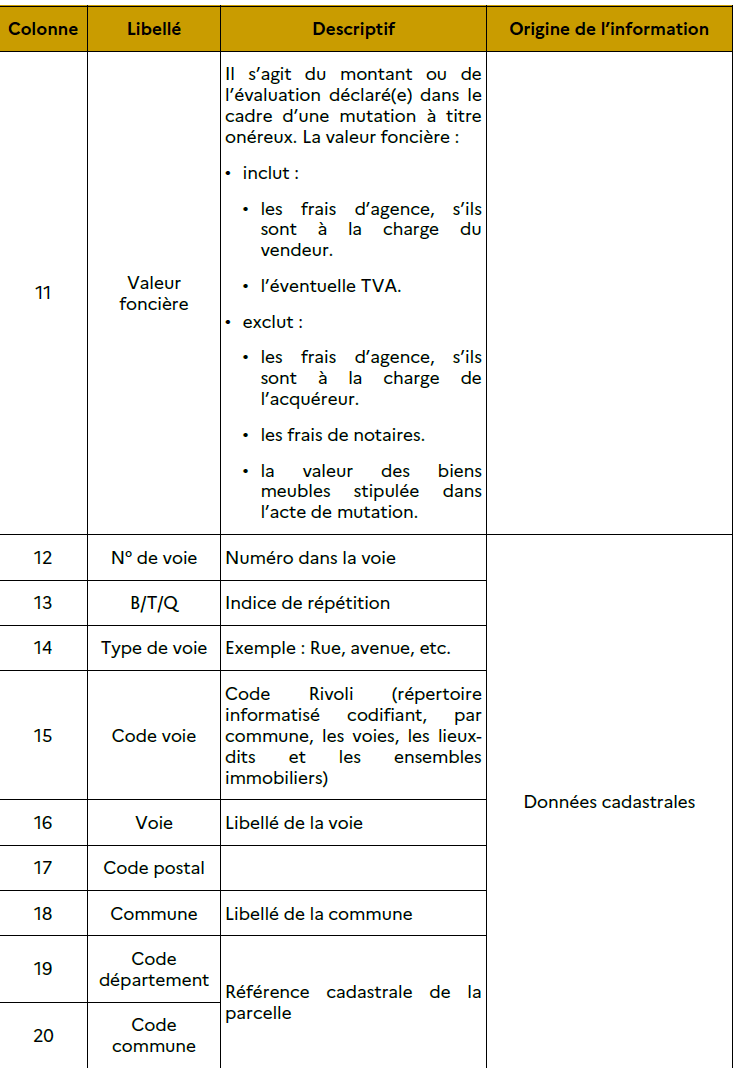 Colonne Libellé Descriptif Origine de l’information
Il s’agit du montant ou de
l’évaluation déclaré(e) dans le
cadre d’une mutation à titre
onéreux. La valeur foncière :
• inclut :
• les frais d’agence, s’ils
sont à la charge du
vendeur.
• l’éventuelle TVA.
11
Valeur
foncière
• exclut :
• les frais d’agence, s’ils
sont à la charge de
l’acquéreur.
• les frais de notaires.
• la valeur des biens
meubles stipulée dans
l’acte de mutation.
12 N° de voie Numéro dans la voie
13 B/T/Q Indice de répétition
14 Type de voie Exemple : Rue, avenue, etc.
15 Code voie
Code Rivoli (répertoire
informatisé codifiant, par
commune, les voies, les lieux-
dits et les ensembles
immobiliers)
16 Voie Libellé de la voie
17 Code postal
18 Commune Libellé de la commune
19 Code
département
20 Code
commune
Référence cadastrale de la
parcelle
Données cadastrales